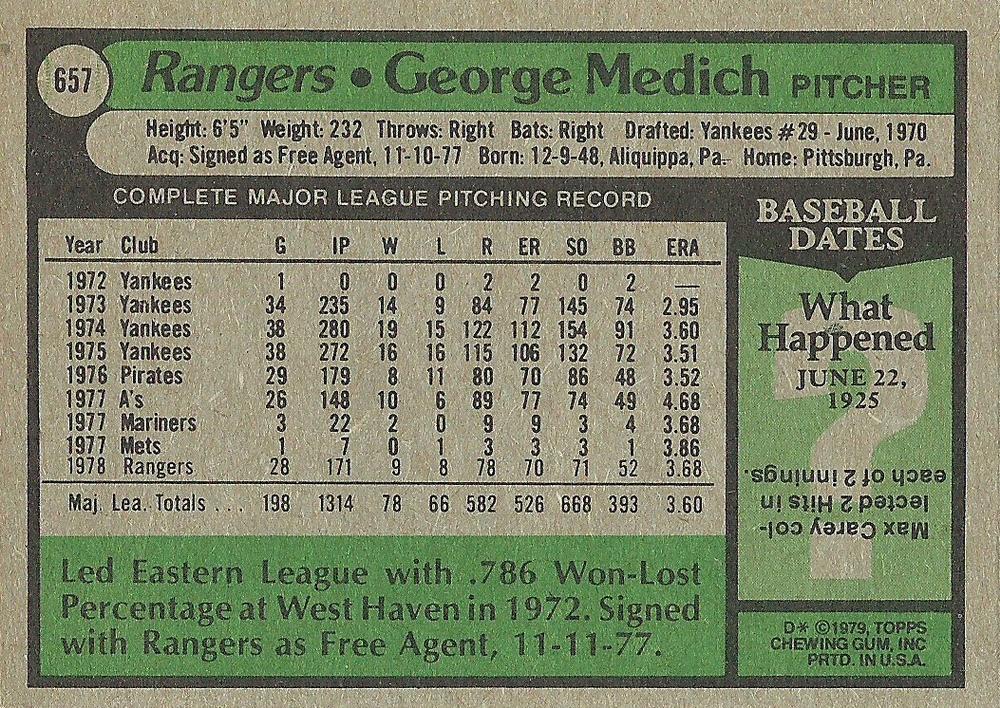 657
Rangers • George Medich PITCHER
Height: 6'5" Weight: 232 Throws: Right Bats: Right Drafted: Yankees #29 - June, 1970
Acq: Signed as Free Agent, 11-10-77 Born: 12-9-48, Aliquippa, Pa. Home: Pittsburgh, Pa.
COMPLETE MAJOR LEAGUE PITCHING RECORD
Year Club G IP W L R ER SO BB ERA
1972 Yankees 1 0 0 0 2 2 0 2 —
1973 Yankees 34 235 14 9 84 77 145 74 2.95
1974 Yankees 38 280 19 15 122 112 154 91 3.60
1975 Yankees 38 272 16 16 115 106 132 72 3.51
1976 Pirates 29 179 8 11 80 70 86 48 3.52
1977 A's 26 148 10 6 89 77 74 49 4.68
1977 Mariners 3 22 2 0 9 9 3 4 3.68
1977 Mets 1 7 0 1 3 3 3 1 3.86
1978 Rangers 28 171 9 8 78 70 71 52 3.68
Maj. Lea. Totals ... 198 1314 78 66 582 526 668 393 3.60
Led Eastern League with .786 Won-Lost
Percentage at West Haven in 1972. Signed
with Rangers as Free Agent, 11-11-77.
BASEBALL
DATES
What
Happened
JUNE 22,
1925
?
Max Carey col-
lected 2 Hits in
each of 2 innings.
D* ©1979, TOPPS
CHEWING GUM, INC
PRTD. IN U.S.A.